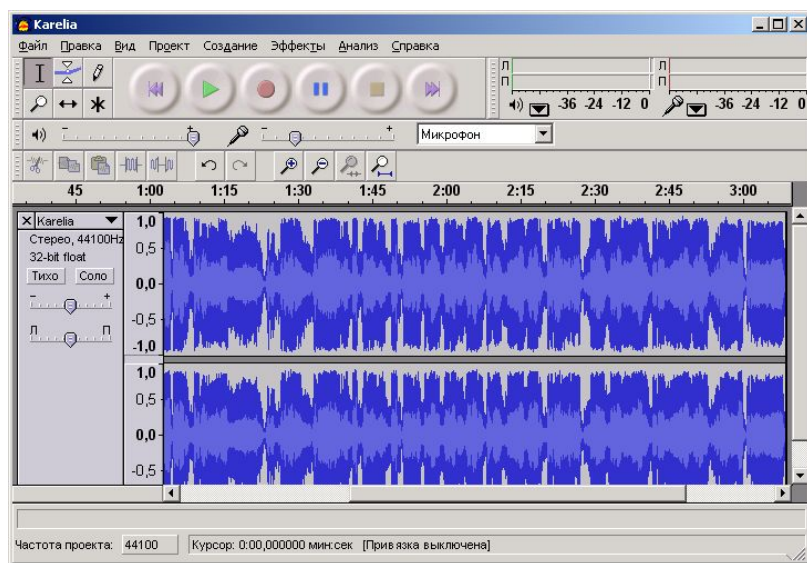 Karelia
Файл Правка Вид Проект Создание Эффекты Анализ Справка
Л
П
-36 -24 -12 0
Л
П
-36 -24 -12 0
- +
- +
Микрофон
45 1:00 1:15 1:30 1:45 2:00 2:15 2:30 2:45 3:00
Karelia
Стерео, 44100Hz
32-bit float
Тихо Соло
- +
Л П
1,0
0,5
0,0
-0,5
-1,0
1,0
0,5
0,0
-0,5
Частота проекта: 44100 Курсор: 0:00,000000 мин:сек [Привязка выключена]